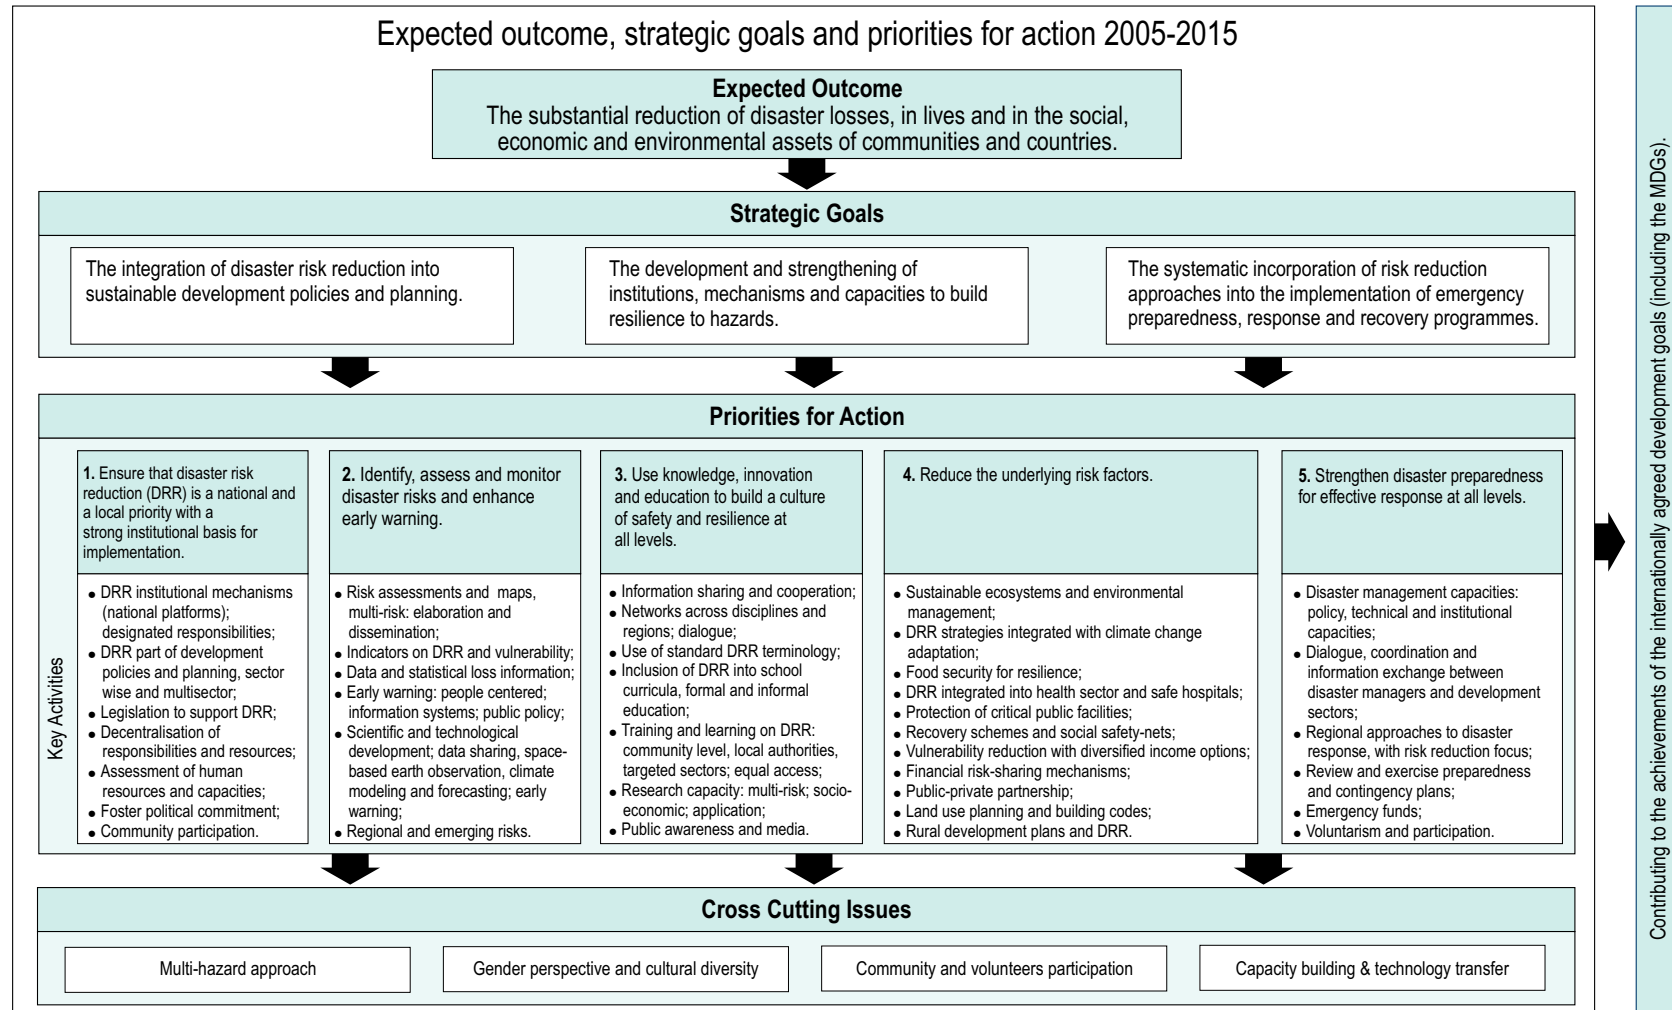 Expected outcome, strategic goals and priorities for action 2005-2015
Expected Outcome
The substantial reduction of disaster losses, in lives and in the social,
economic and environmental assets of communities and countries.
Strategic Goals
The integration of disaster risk reduction into
sustainable development policies and planning.
The development and strengthening of
institutions, mechanisms and capacities to build
resilience to hazards.
The systematic incorporation of risk reduction
approaches into the implementation of emergency
preparedness, response and recovery programmes.
Priorities for Action
Key Activities
1. Ensure that disaster risk
reduction (DRR) is a national and
a local priority with a
strong institutional basis for
implementation.
● DRR institutional mechanisms
(national platforms);
designated responsibilities;
● DRR part of development
policies and planning, sector
wise and multisector;
● Legislation to support DRR;
● Decentralisation of
responsibilities and resources;
● Assessment of human
resources and capacities;
● Foster political commitment;
● Community participation.
2. Identify, assess and monitor
disaster risks and enhance
early warning.
● Risk assessments and maps,
multi-risk: elaboration and
dissemination;
● Indicators on DRR and vulnerability;
● Data and statistical loss information;
● Early warning: people centered;
information systems; public policy;
● Scientific and technological
development; data sharing, space-
based earth observation, climate
modeling and forecasting; early
warning;
● Regional and emerging risks.
3. Use knowledge, innovation
and education to build a culture
of safety and resilience at
all levels.
● Information sharing and cooperation;
● Networks across disciplines and
regions; dialogue;
● Use of standard DRR terminology;
● Inclusion of DRR into school
curricula, formal and informal
education;
● Training and learning on DRR:
community level, local authorities,
targeted sectors; equal access;
● Research capacity: multi-risk; socio-
economic; application;
● Public awareness and media.
4. Reduce the underlying risk factors.
● Sustainable ecosystems and environmental
management;
● DRR strategies integrated with climate change
adaptation;
● Food security for resilience;
● DRR integrated into health sector and safe hospitals;
● Protection of critical public facilities;
● Recovery schemes and social safety-nets;
● Vulnerability reduction with diversified income options;
● Financial risk-sharing mechanisms;
● Public-private partnership;
● Land use planning and building codes;
● Rural development plans and DRR.
5. Strengthen disaster preparedness
for effective response at all levels.
● Disaster management capacities:
policy, technical and institutional
capacities;
● Dialogue, coordination and
information exchange between
disaster managers and development
sectors;
● Regional approaches to disaster
response, with risk reduction focus;
● Review and exercise preparedness
and contingency plans;
● Emergency funds;
● Voluntarism and participation.
Cross Cutting Issues
Multi-hazard approach
Gender perspective and cultural diversity
Community and volunteers participation
Capacity building & technology transfer
Contributing to the achievements of the internationally agreed development goals (including the MDGs).